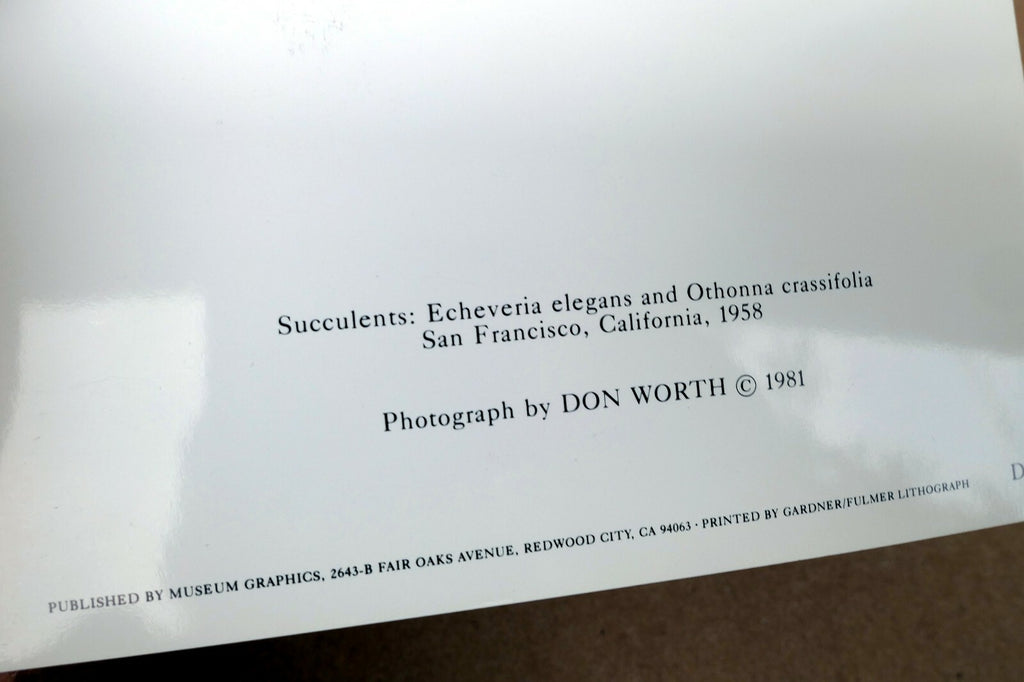 Succulents: Echeveria elegans and Othonna crassifolia
San Francisco, California, 1958
Photograph by DON WORTH © 1981
D
PUBLISHED BY MUSEUM GRAPHICS, 2643-B FAIR OAKS AVENUE, REDWOOD CITY, CA 94063 · PRINTED BY GARDNER/FULMER LITHOGRAPH